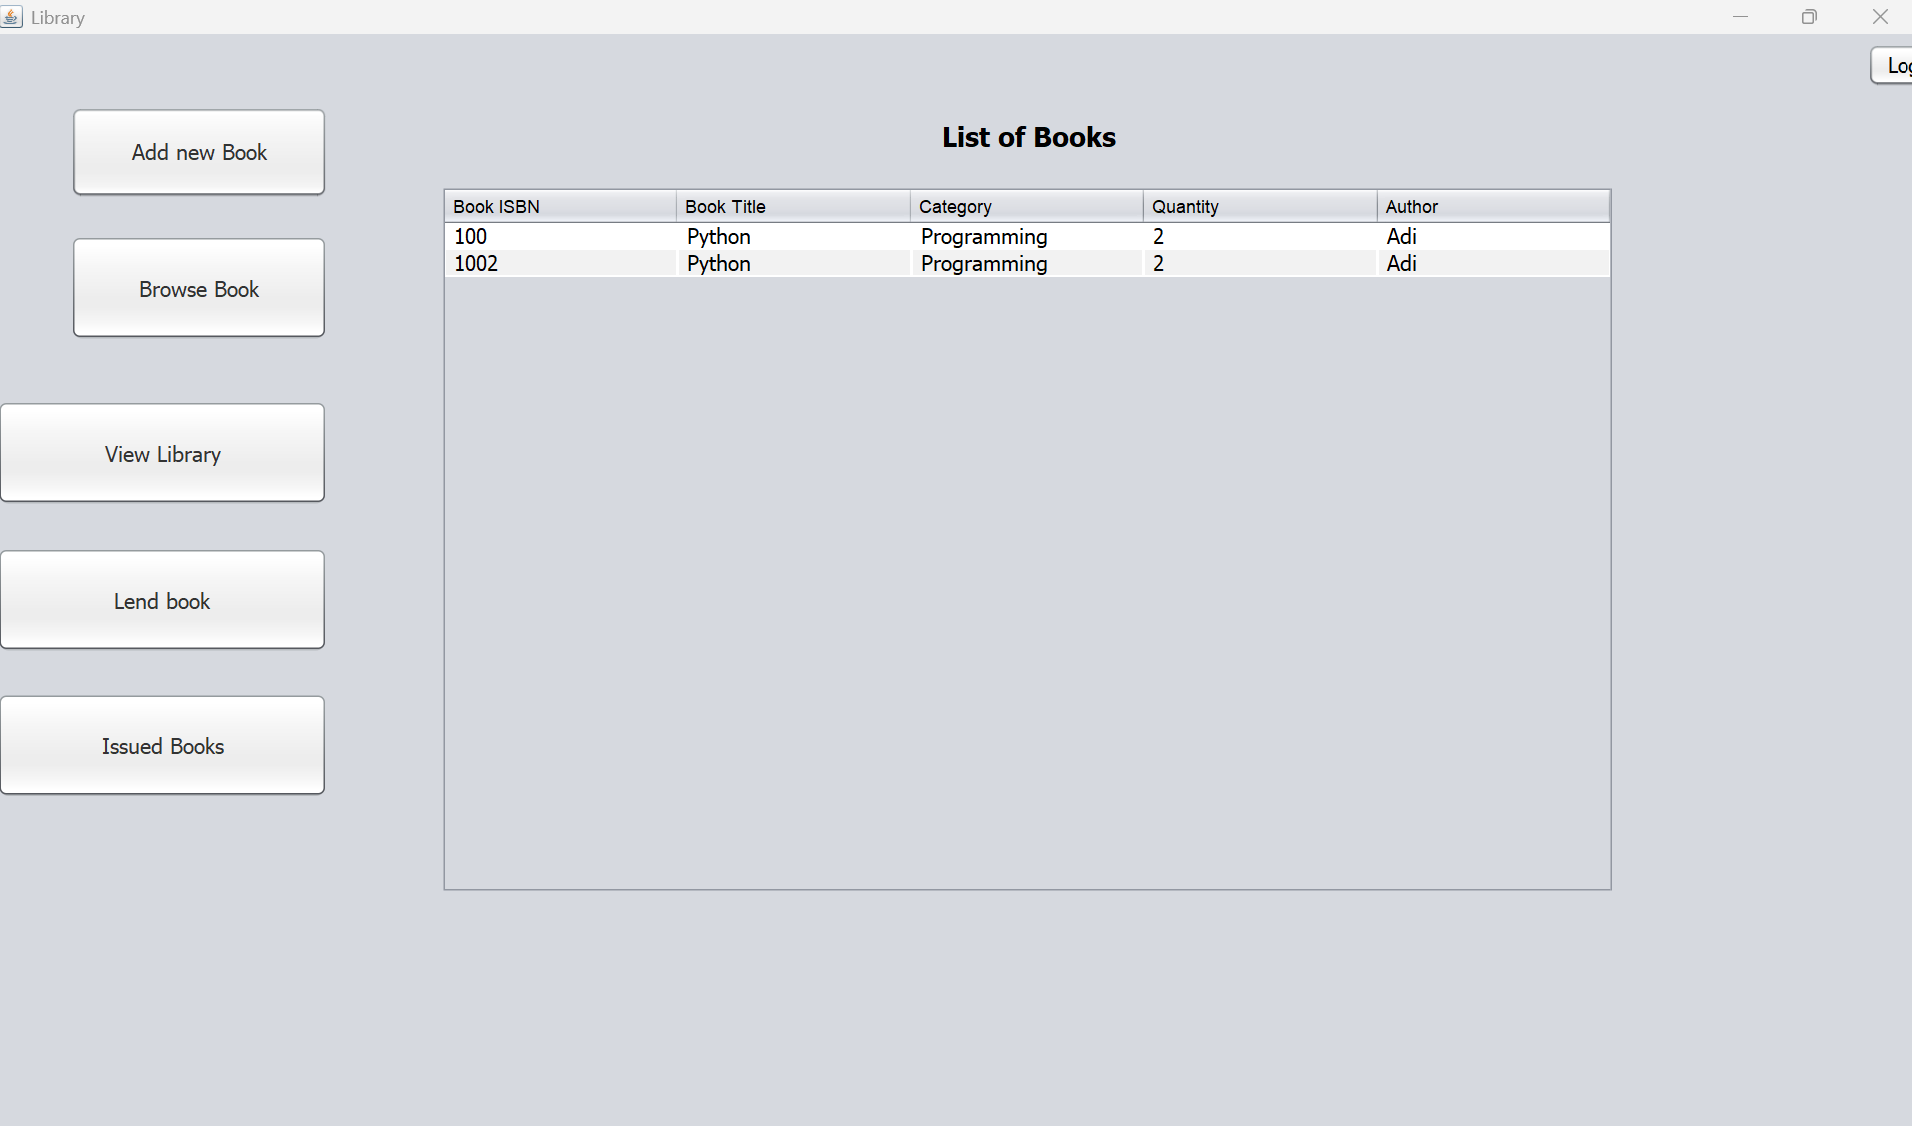 Library
Log
Add new Book
Browse Book
View Library
Lend book
Issued Books
List of Books
Book ISBN Book Title Category Quantity Author
100 Python Programming 2 Adi
1002 Python Programming 2 Adi